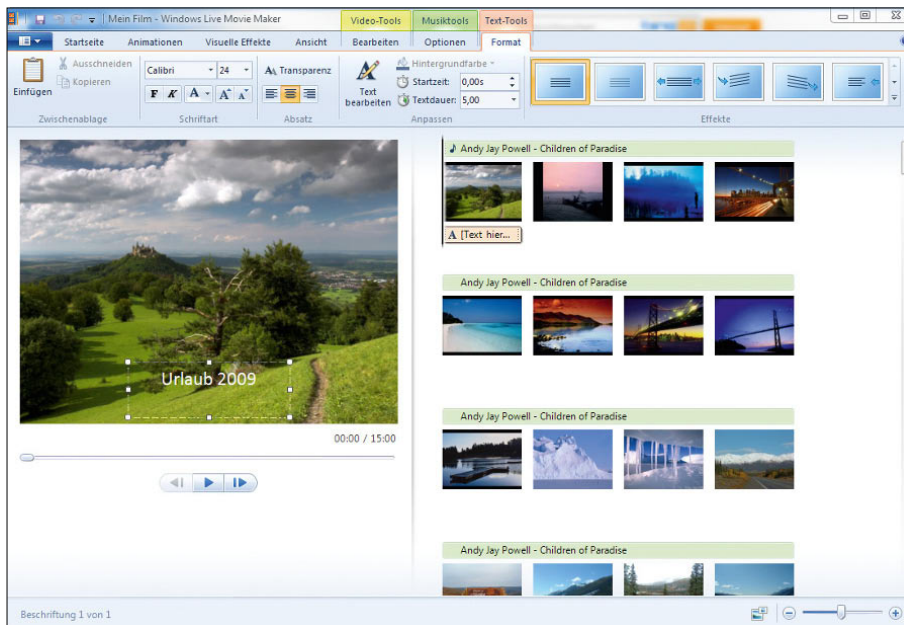 Mein Film - Windows Live Movie Maker
Video-Tools
Musiktools
Text-Tools
Startseite
Animationen
Visuelle Effekte
Ansicht
Bearbeiten
Optionen
Format
Einfügen
Ausschneiden
Kopieren
Zwischenablage
Calibri
24
F K A A A
Schriftart
Transparenz
Absatz
Text bearbeiten
Hintergrundfarbe
Startzeit: 0,00s
Textdauer: 5,00
Anpassen
Effekte
Urlaub 2009
00:00 / 15:00
Andy Jay Powell - Children of Paradise
A [Text hier...
Andy Jay Powell - Children of Paradise
Andy Jay Powell - Children of Paradise
Andy Jay Powell - Children of Paradise
Beschriftung 1 von 1